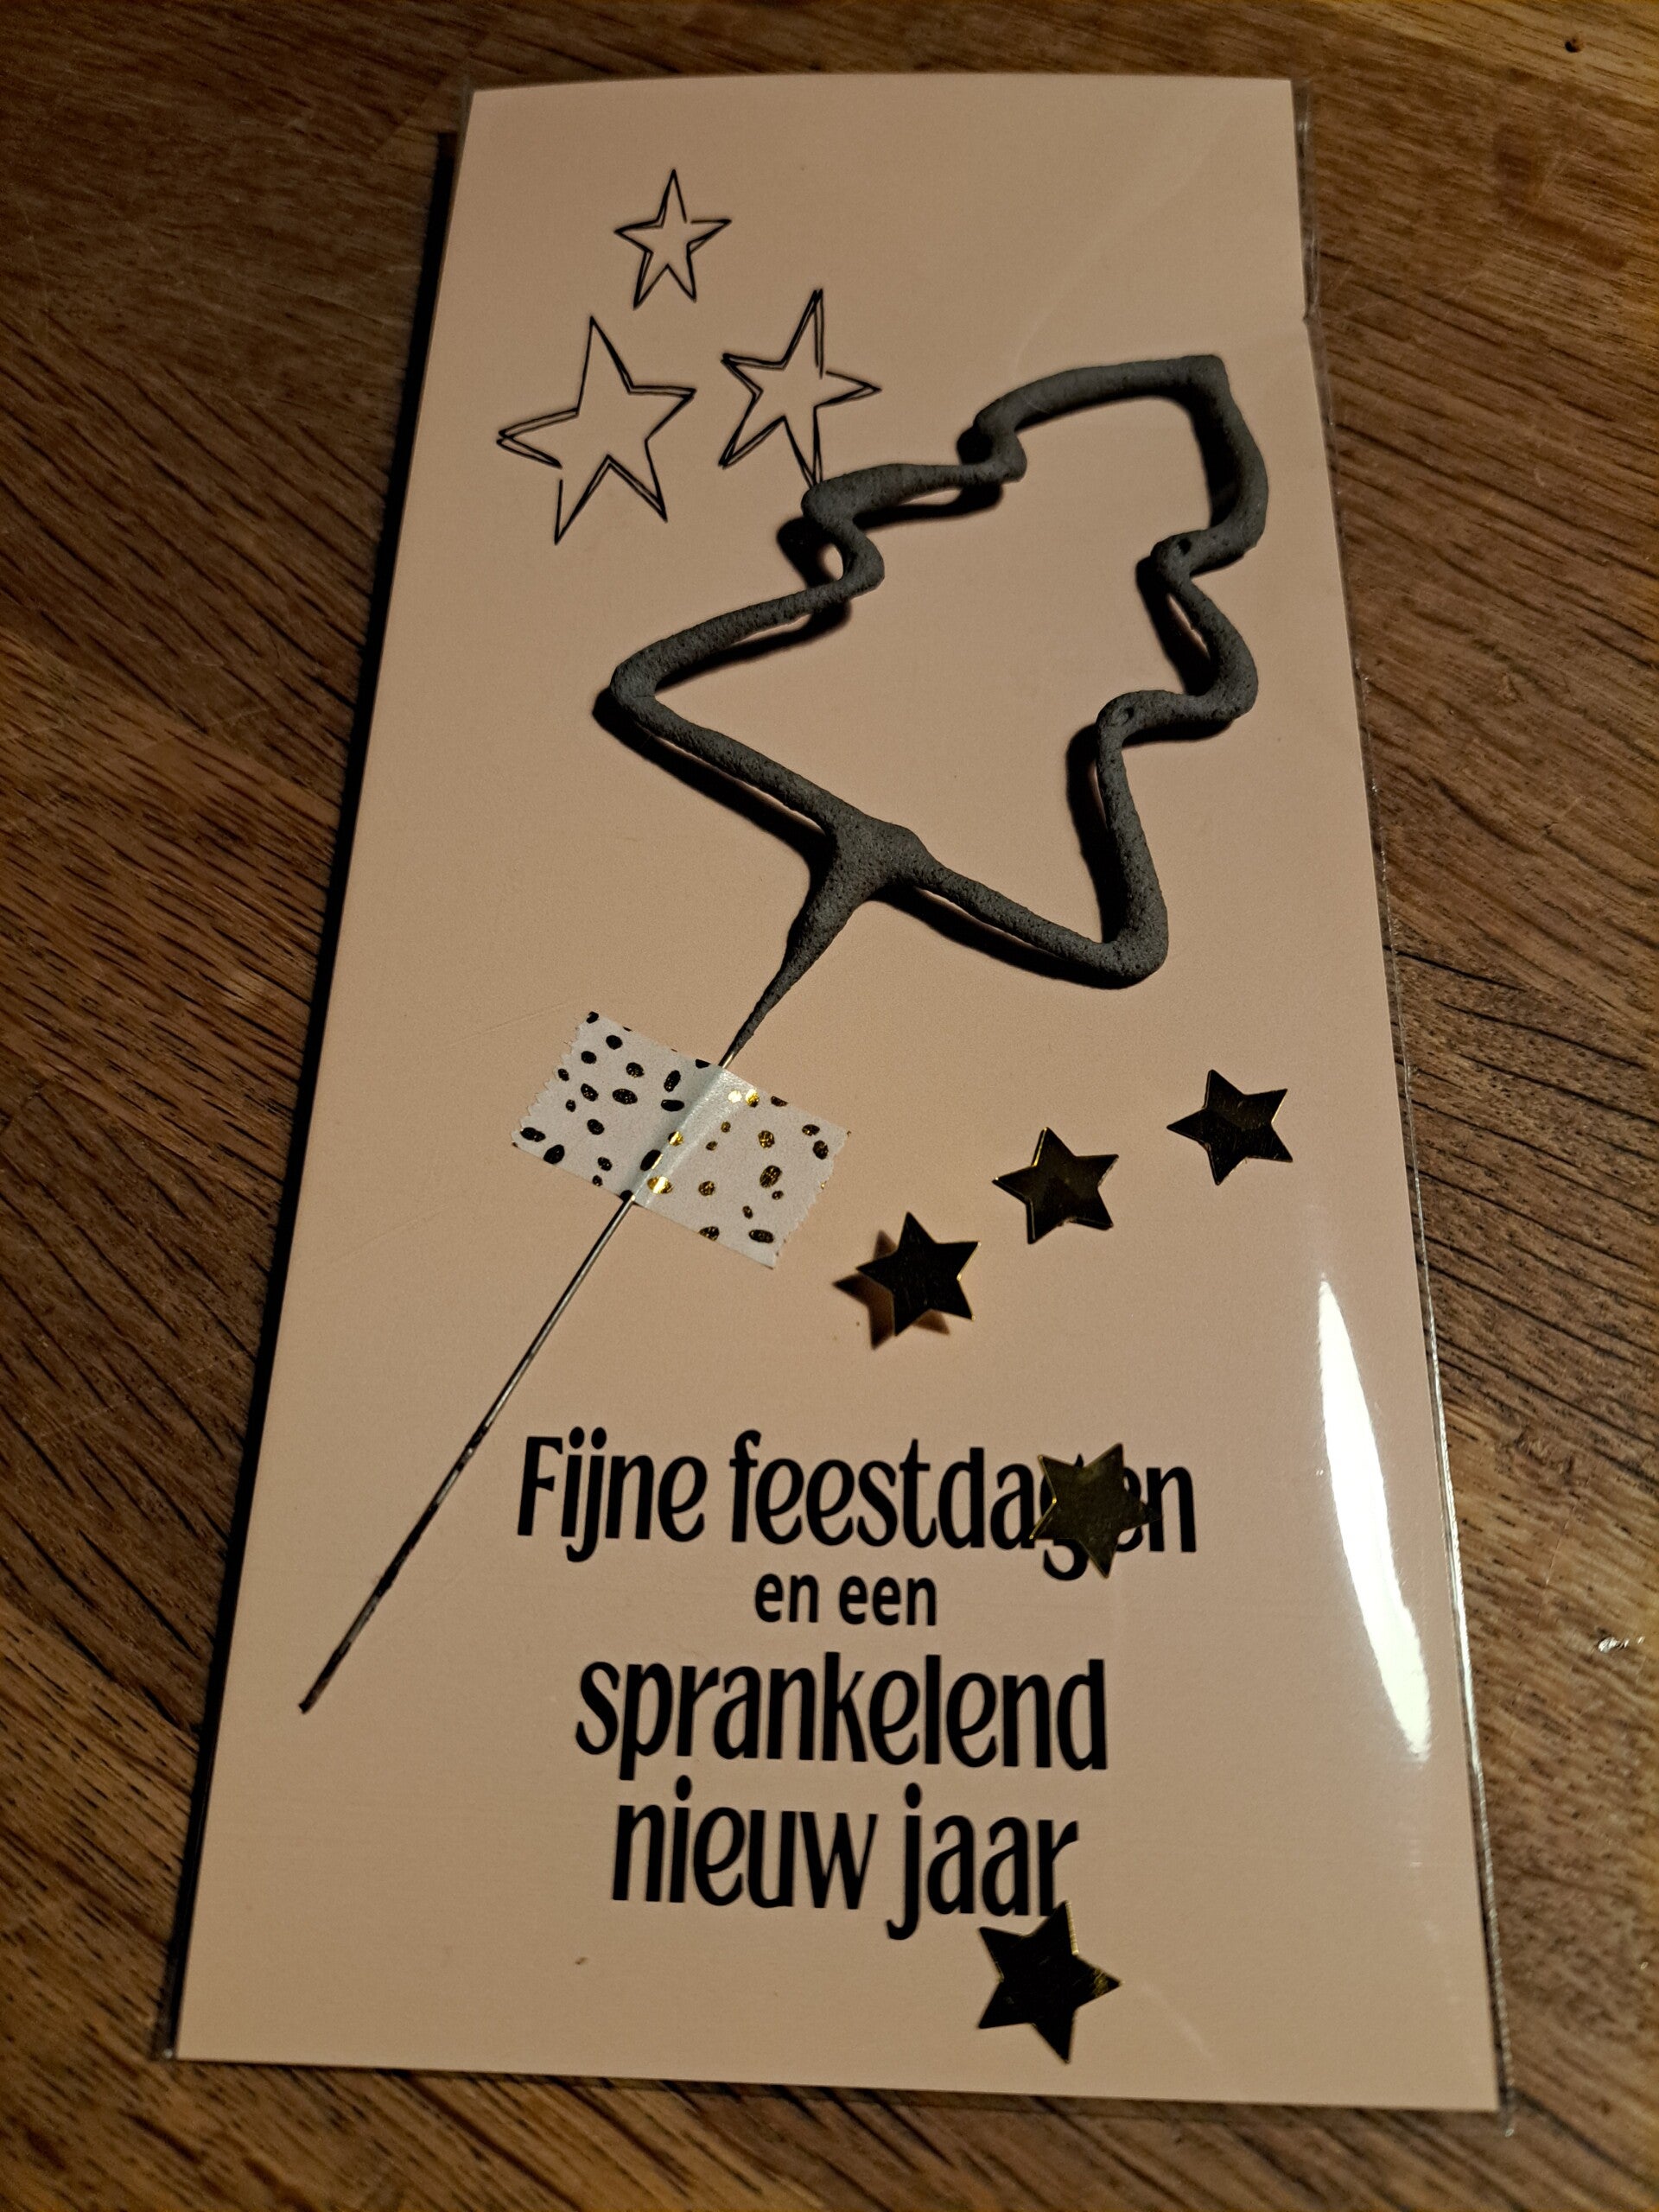 Fijne feestdagen
en een
sprankelend
nieuw jaar